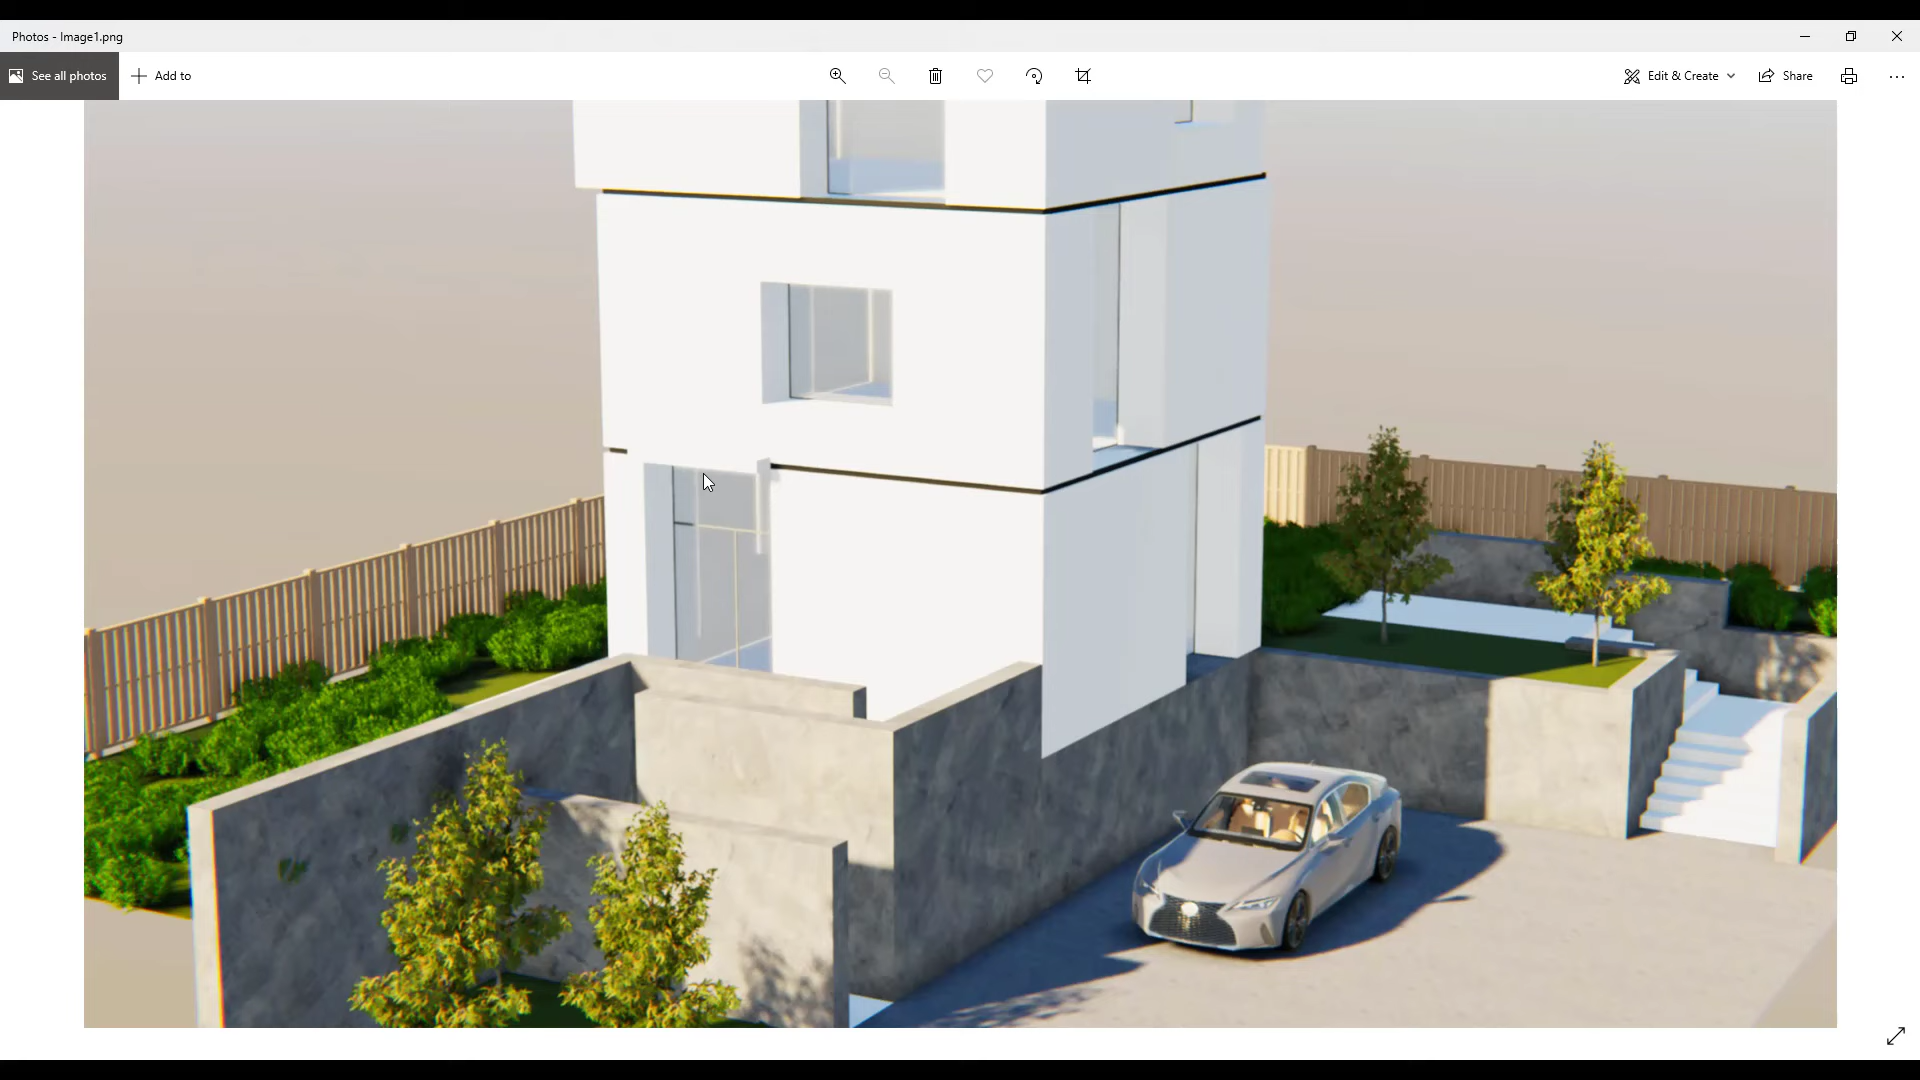 Photos - Image1.png
See all photos
Add to
Edit & Create
Share